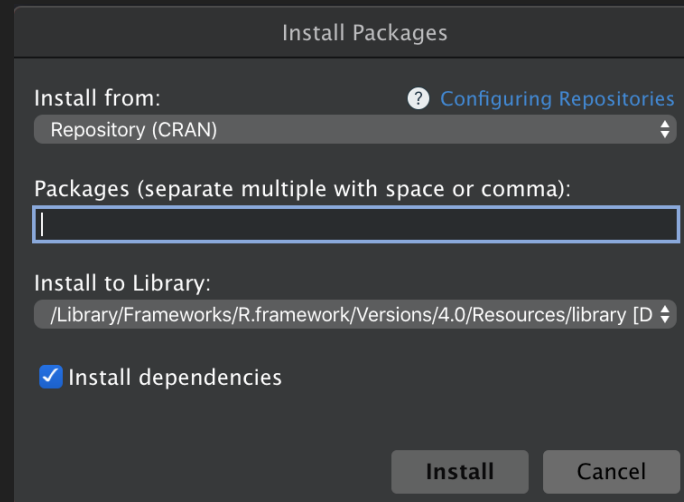 Install Packages
Install from:
? Configuring Repositories
Repository (CRAN)
Packages (separate multiple with space or comma):
Install to Library:
/Library/Frameworks/R.framework/Versions/4.0/Resources/library [D
Install dependencies
Install
Cancel